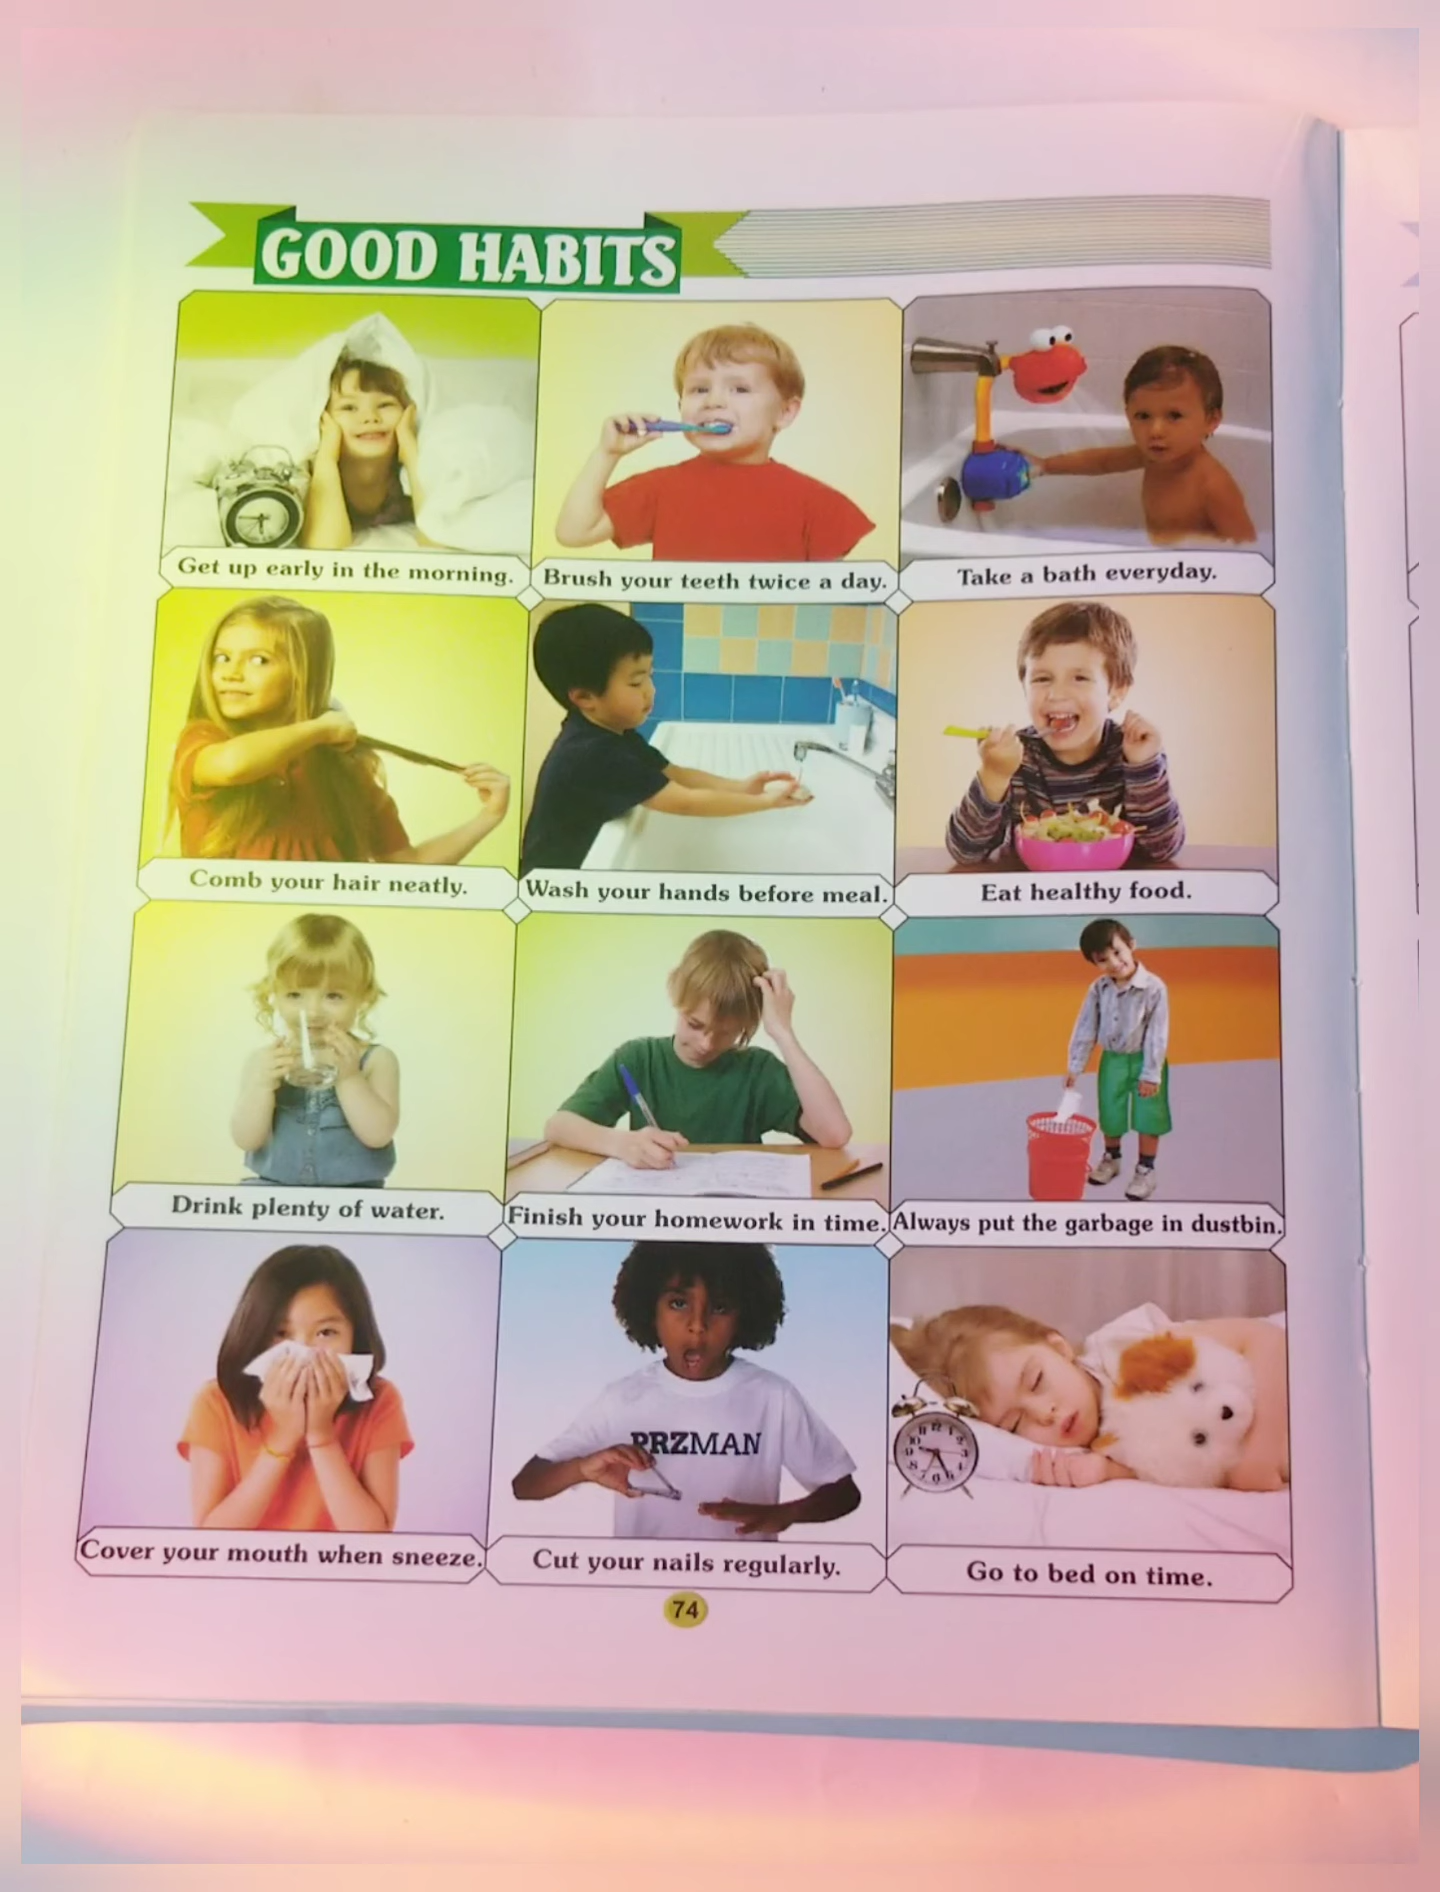 GOOD HABITS
Get up early in the morning.
Brush your teeth twice a day.
Take a bath everyday.
Comb your hair neatly.
Wash your hands before meal.
Eat healthy food.
Drink plenty of water.
Finish your homework in time.
Always put the garbage in dustbin.
PRZMAN
Cover your mouth when sneeze.
Cut your nails regularly.
Go to bed on time.
74